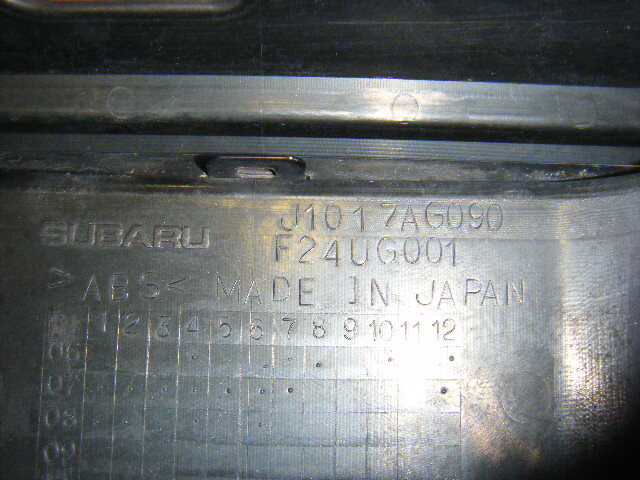 SUBARU J1017AG090
F24UG001
>ABS< MADE IN JAPAN
1 2 3 4 5 6 7 8 9 10 11 12
06
07
08
09